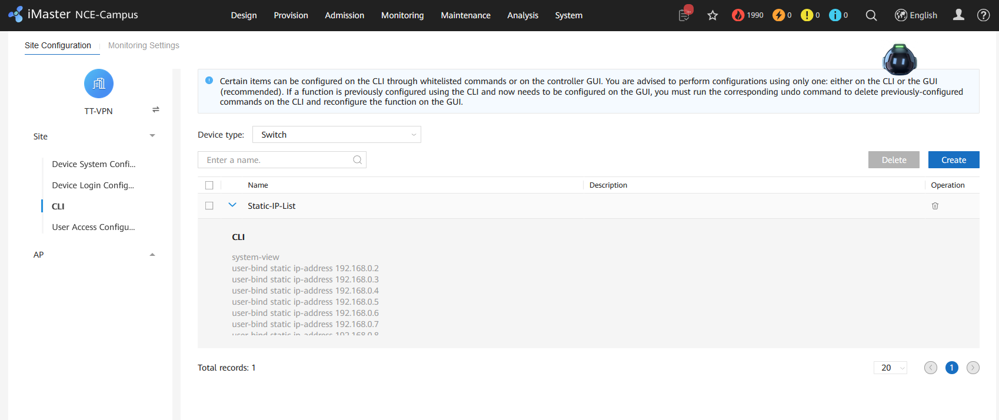 iMaster NCE-Campus
Design Provision Admission Monitoring Maintenance Analysis System
... 1990 0 0 0 English
Site Configuration Monitoring Settings
TT-VPN
Site
Device System Confi...
Device Login Config...
CLI
User Access Configu...
AP
Certain items can be configured on the CLI through whitelisted commands or on the controller GUI. You are advised to perform configurations using only one: either on the CLI or the GUI
(recommended). If a function is previously configured using the CLI and now needs to be configured on the GUI, you must run the corresponding undo command to delete previously-configured
commands on the CLI and reconfigure the function on the GUI.
Device type: Switch
Enter a name.
Delete Create
Name Description Operation
Static-IP-List
CLI
system-view
user-bind static ip-address 192.168.0.2
user-bind static ip-address 192.168.0.3
user-bind static ip-address 192.168.0.4
user-bind static ip-address 192.168.0.5
user-bind static ip-address 192.168.0.6
user-bind static ip-address 192.168.0.7
user-bind static ip-address 192.168.0.8
Total records: 1
20 1